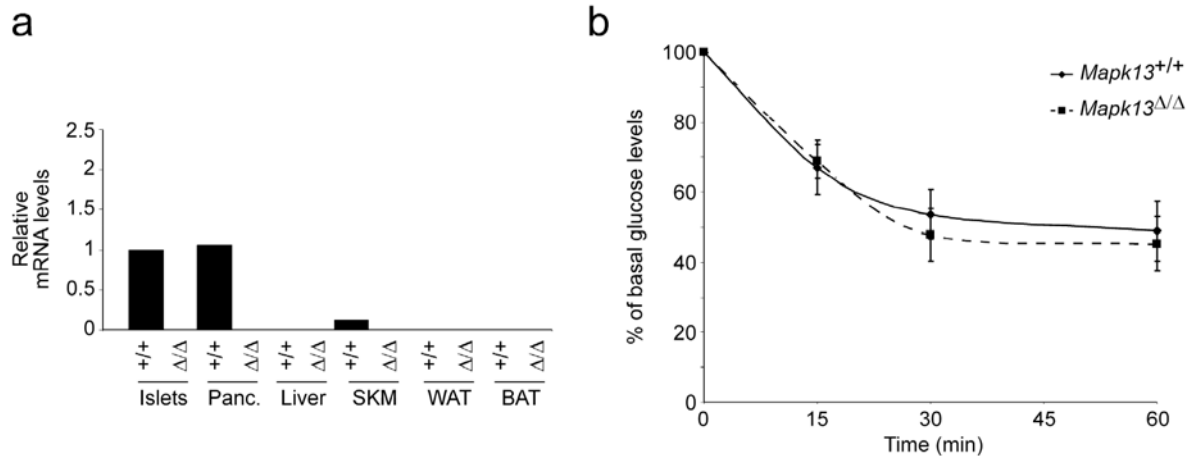 a
2.5
2
1.5
1
0.5
0
Relative
mRNA levels
+/+ Δ/Δ +/+ Δ/Δ +/+ Δ/Δ +/+ Δ/Δ +/+ Δ/Δ +/+ Δ/Δ
Islets Panc. Liver SKM WAT BAT
b
100
80
60
40
20
0
% of basal glucose levels
Mapk13+/+
Mapk13Δ/Δ
0 15 30 45 60
Time (min)